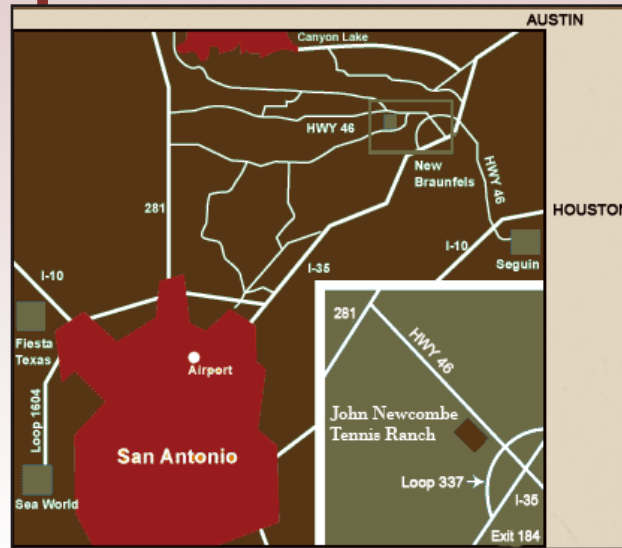 AUSTIN
Canyon Lake
HWY 46
New
Braunfels
HWY 46
HOUSTON
281
I-10
Seguin
I-35
I-10
Fiesta
Texas
Airport
Loop 1604
San Antonio
Sea World
281
HWY 46
John Newcombe
Tennis Ranch
Loop 337
I-35
Exit 184